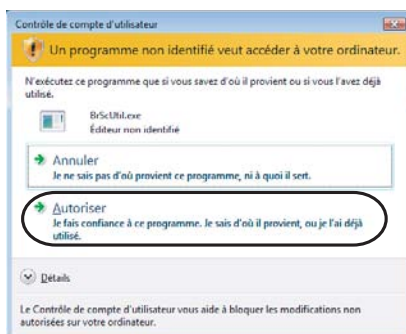 Contrôle de compte d'utilisateur
Un programme non identifié veut accéder à votre ordinateur.
N'exécutez ce programme que si vous savez d'où il provient ou si vous l'avez déjà
utilisé.
BrScUtil.exe
Éditeur non identifié
Annuler
Je ne sais pas d'où provient ce programme, ni à quoi il sert.
Autoriser
Je fais confiance à ce programme. Je sais d'où il provient, ou je l'ai déjà
utilisé.
Détails
Le Contrôle de compte d'utilisateur vous aide à bloquer les modifications non
autorisées sur votre ordinateur.